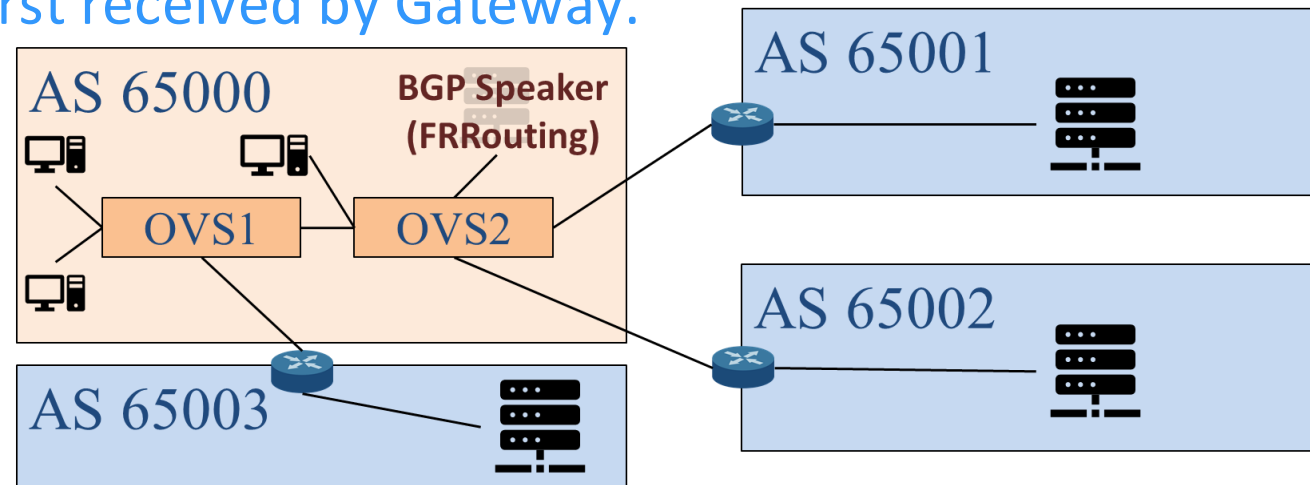 rst received by Gateway.
AS 65000
BGP Speaker
(FRRouting)
OVS1
OVS2
AS 65001
AS 65002
AS 65003